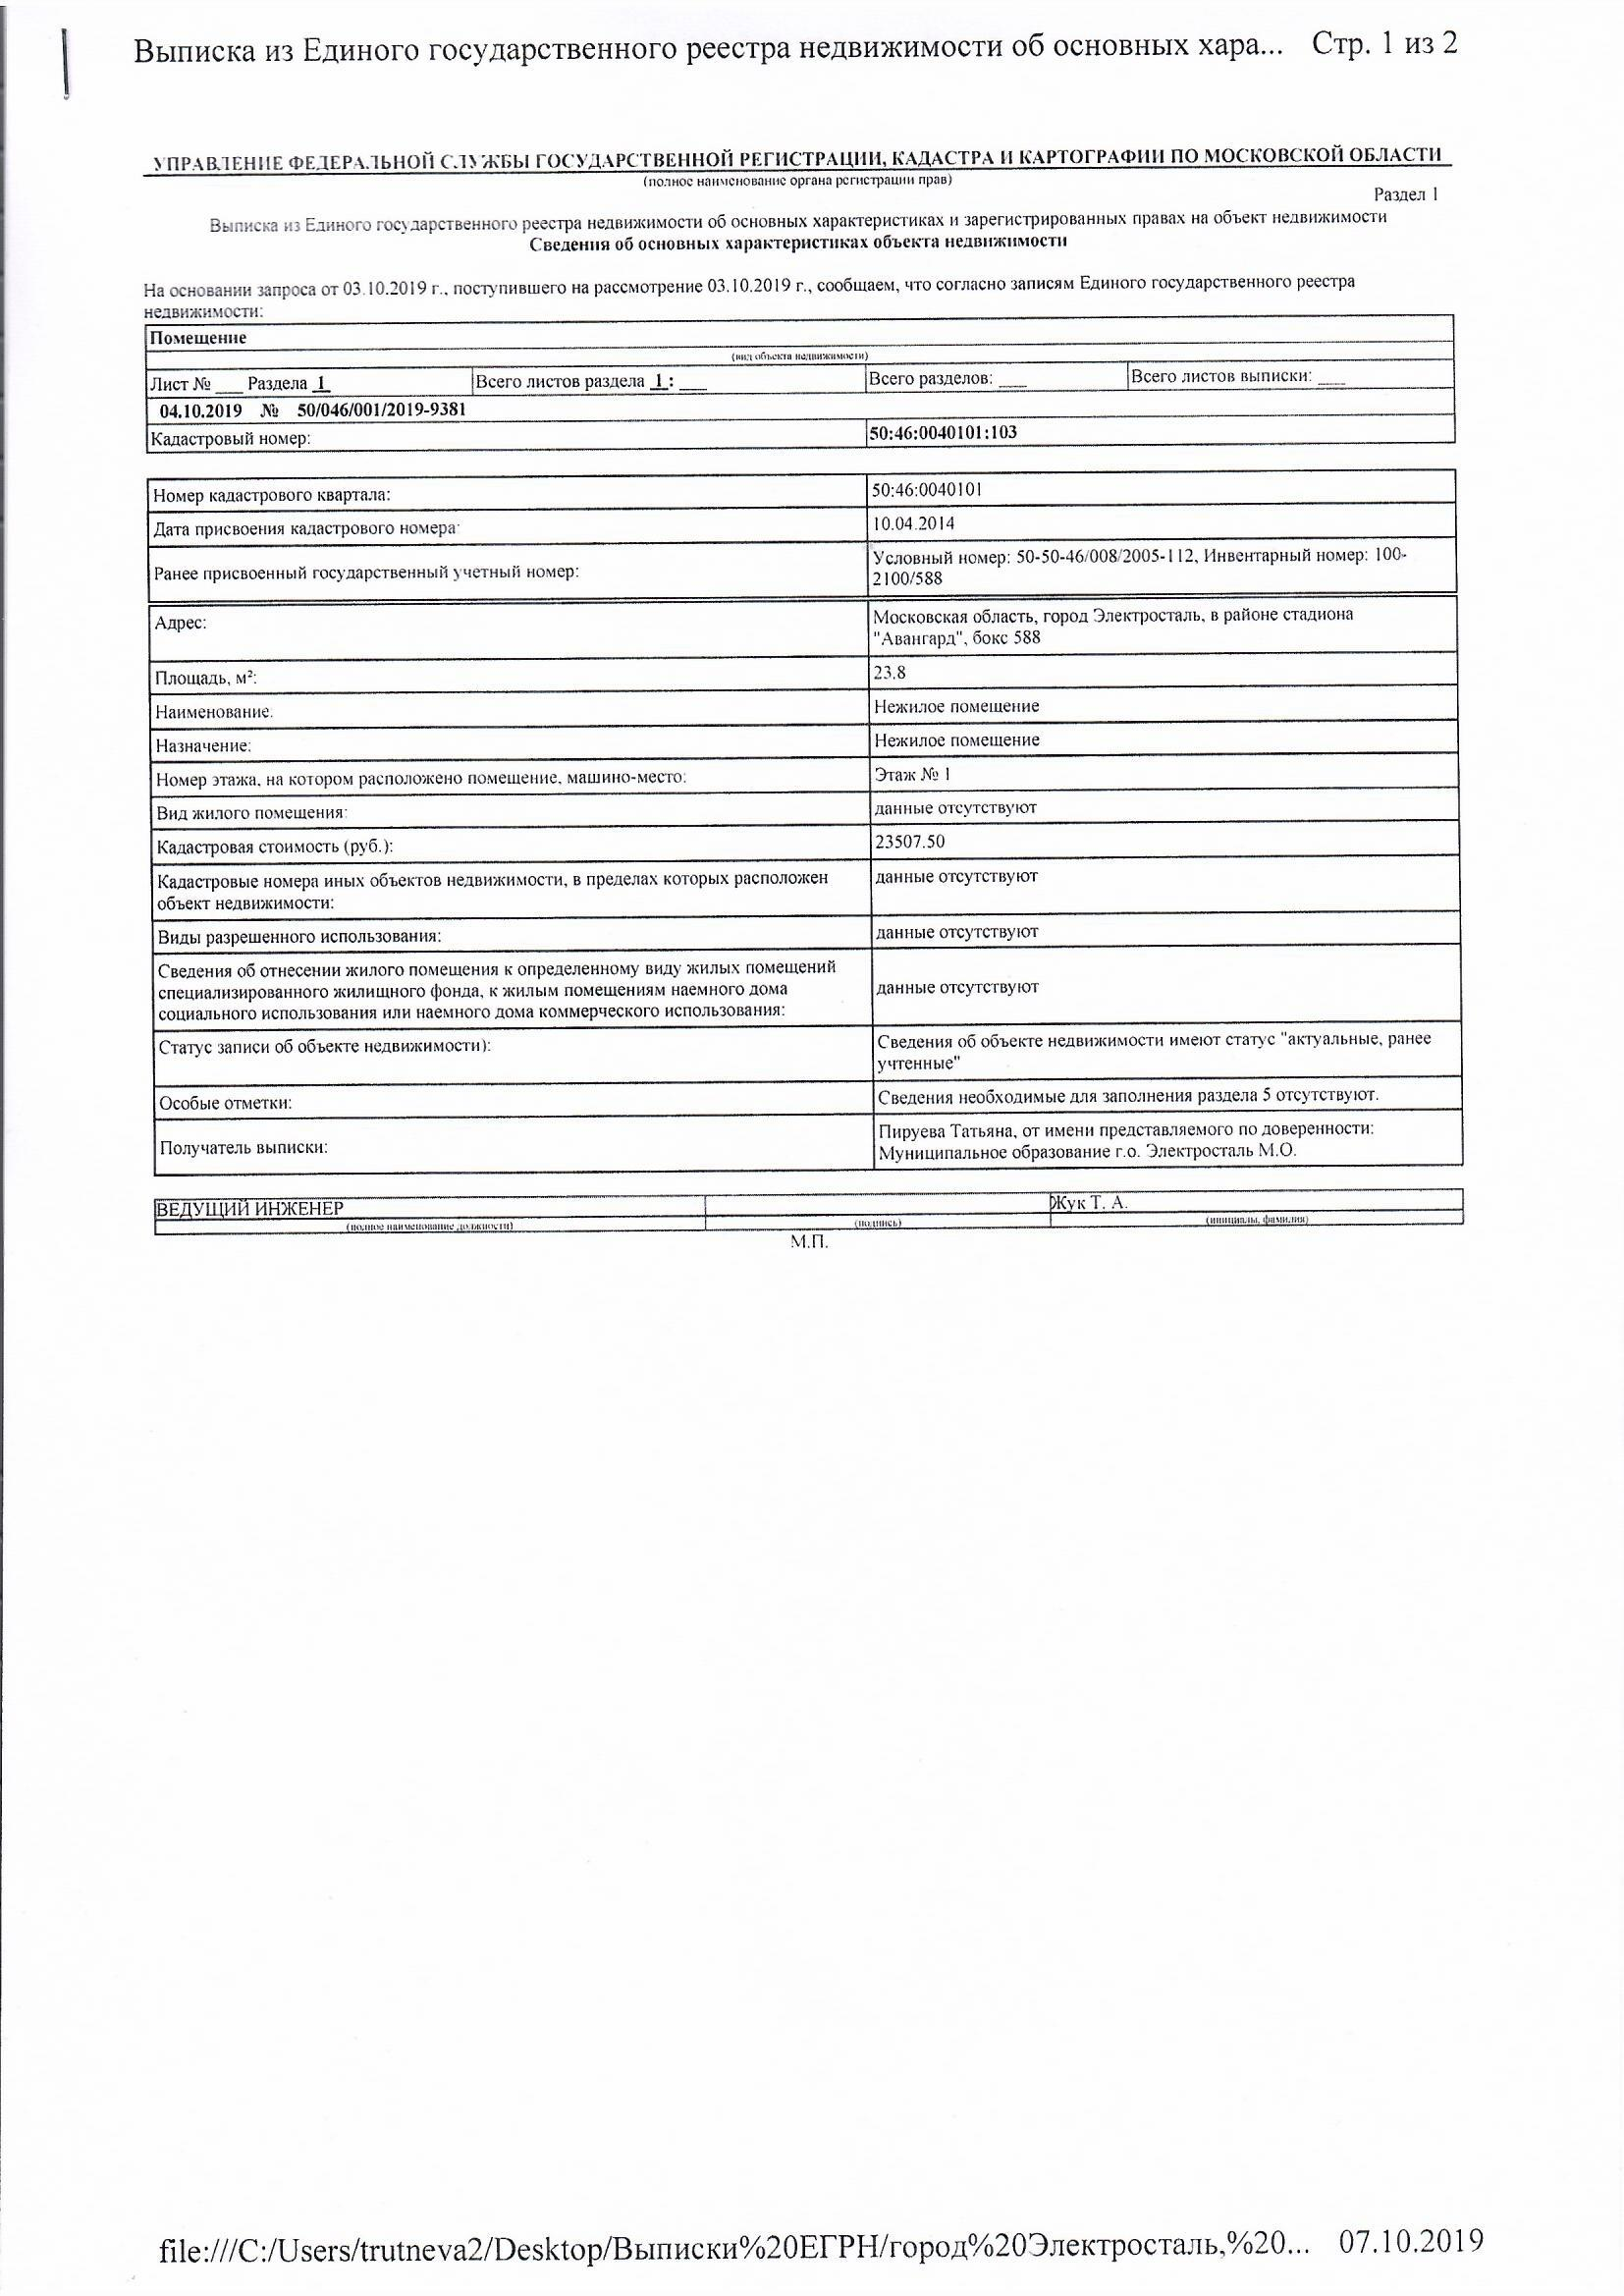 Выписка из Единого государственного реестра недвижимости об основных хара... Стр. 1 из 2
УПРАВЛЕНИЕ ФЕДЕРАЛЬНОЙ СЛУЖБЫ ГОСУДАРСТВЕННОЙ РЕГИСТРАЦИИ, КАДАСТРА И КАРТОГРАФИИ ПО МОСКОВСКОЙ ОБЛАСТИ
(полное наименование органа регистрации прав)
Раздел 1
Выписка из Единого государственного реестра недвижимости об основных характеристиках и зарегистрированных правах на объект недвижимости
Сведения об основных характеристиках объекта недвижимости
На основании запроса от 03.10.2019 г., поступившего на рассмотрение 03.10.2019 г., сообщаем, что согласно записям Единого государственного реестра
недвижимости:
Помещение
(вид объекта недвижимости)
Лист № ___ Раздела 1 Всего листов раздела 1 : ___ Всего разделов: ___ Всего листов выписки: ___
04.10.2019 № 50/046/001/2019-9381
Кадастровый номер: 50:46:0040101:103
Номер кадастрового квартала: 50:46:0040101
Дата присвоения кадастрового номера: 10.04.2014
Ранее присвоенный государственный учетный номер: Условный номер: 50-50-46/008/2005-112, Инвентарный номер: 100-
2100/588
Адрес: Московская область, город Электросталь, в районе стадиона
"Авангард", бокс 588
Площадь, м²: 23.8
Наименование: Нежилое помещение
Назначение: Нежилое помещение
Номер этажа, на котором расположено помещение, машино-место: Этаж № 1
Вид жилого помещения: данные отсутствуют
Кадастровая стоимость (руб.): 23507.50
Кадастровые номера иных объектов недвижимости, в пределах которых расположен данные отсутствуют
объект недвижимости:
Виды разрешенного использования: данные отсутствуют
Сведения об отнесении жилого помещения к определенному виду жилых помещений
специализированного жилищного фонда, к жилым помещениям наемного дома данные отсутствуют
социального использования или наемного дома коммерческого использования:
Статус записи об объекте недвижимости): Сведения об объекте недвижимости имеют статус "актуальные, ранее
учтенные"
Особые отметки: Сведения необходимые для заполнения раздела 5 отсутствуют.
Получатель выписки: Пируева Татьяна, от имени представляемого по доверенности:
Муниципальное образование г.о. Электросталь М.О.
ВЕДУЩИЙ ИНЖЕНЕР Жук Т. А.
(полное наименование должности) (подпись) (инициалы, фамилия)
М.П.
file:///C:/Users/trutneva2/Desktop/Выписки%20ЕГРН/город%20Электросталь,%20... 07.10.2019